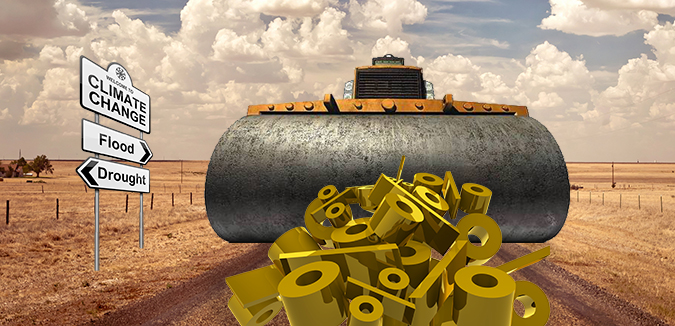 WELCOME TO
CLIMATE
CHANGE
Flood
Drought